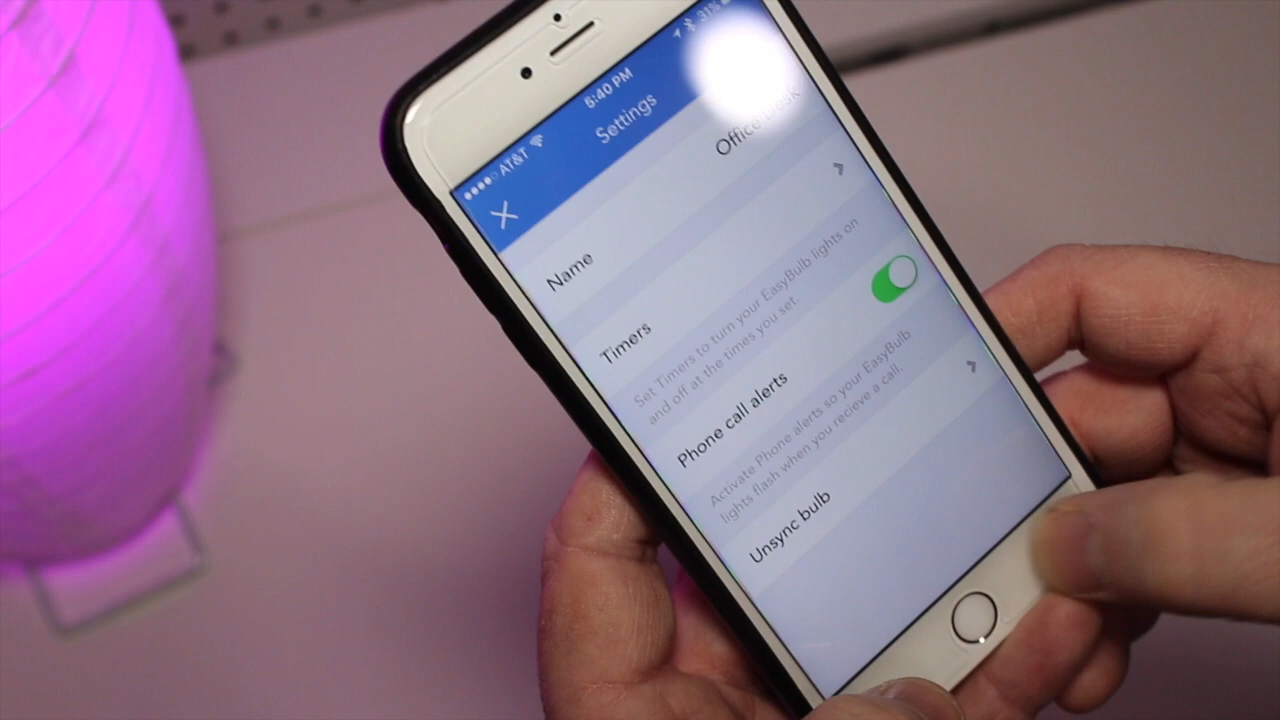 AT&T 5:40 PM 31%
Settings
Name Office Desk
Timers
Set Timers to turn your EasyBulb lights on
and off at the times you set.
Phone call alerts
Activate Phone alerts so your EasyBulb
lights flash when you recieve a call.
Unsync bulb